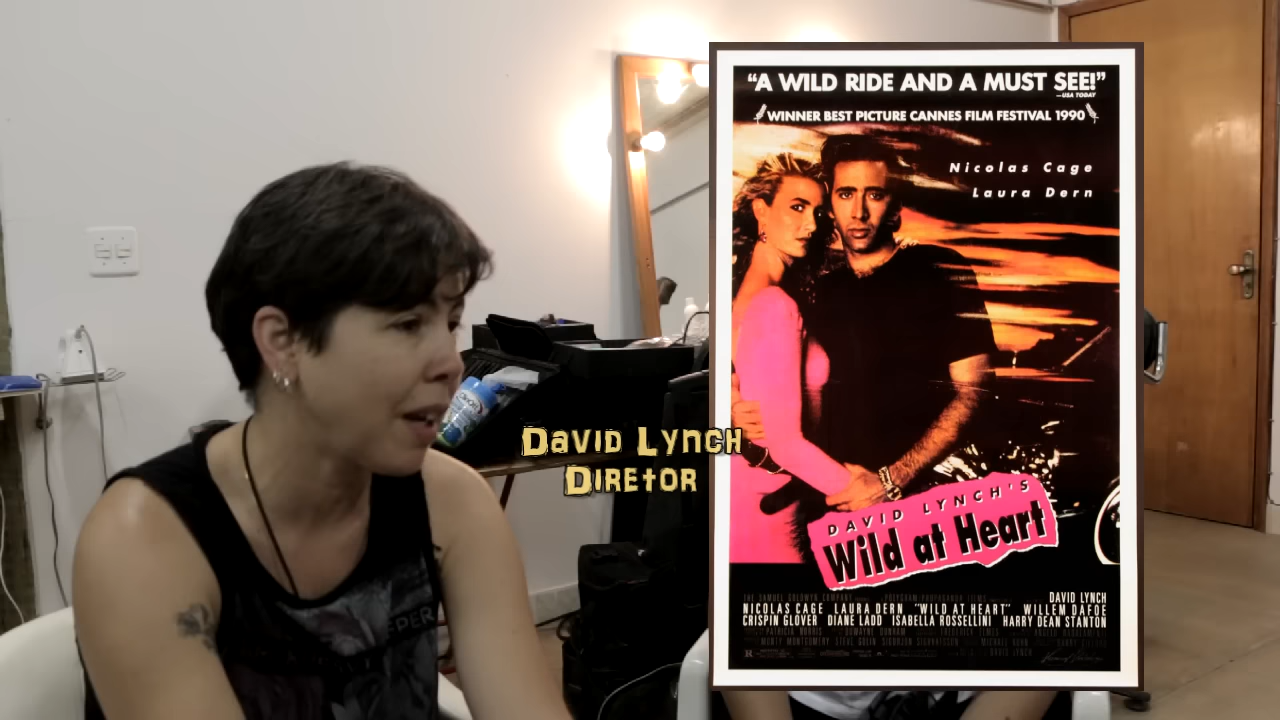 "A WILD RIDE AND A MUST SEE!"
—USA TODAY
WINNER BEST PICTURE CANNES FILM FESTIVAL 1990
Nicolas Cage
Laura Dern
David Lynch
Diretor
DAVID LYNCH'S
Wild at Heart
DAVID LYNCH
NICOLAS CAGE LAURA DERN "WILD AT HEART" WILLEM DAFOE
CRISPIN GLOVER DIANE LADD ISABELLA ROSSELLINI HARRY DEAN STANTON